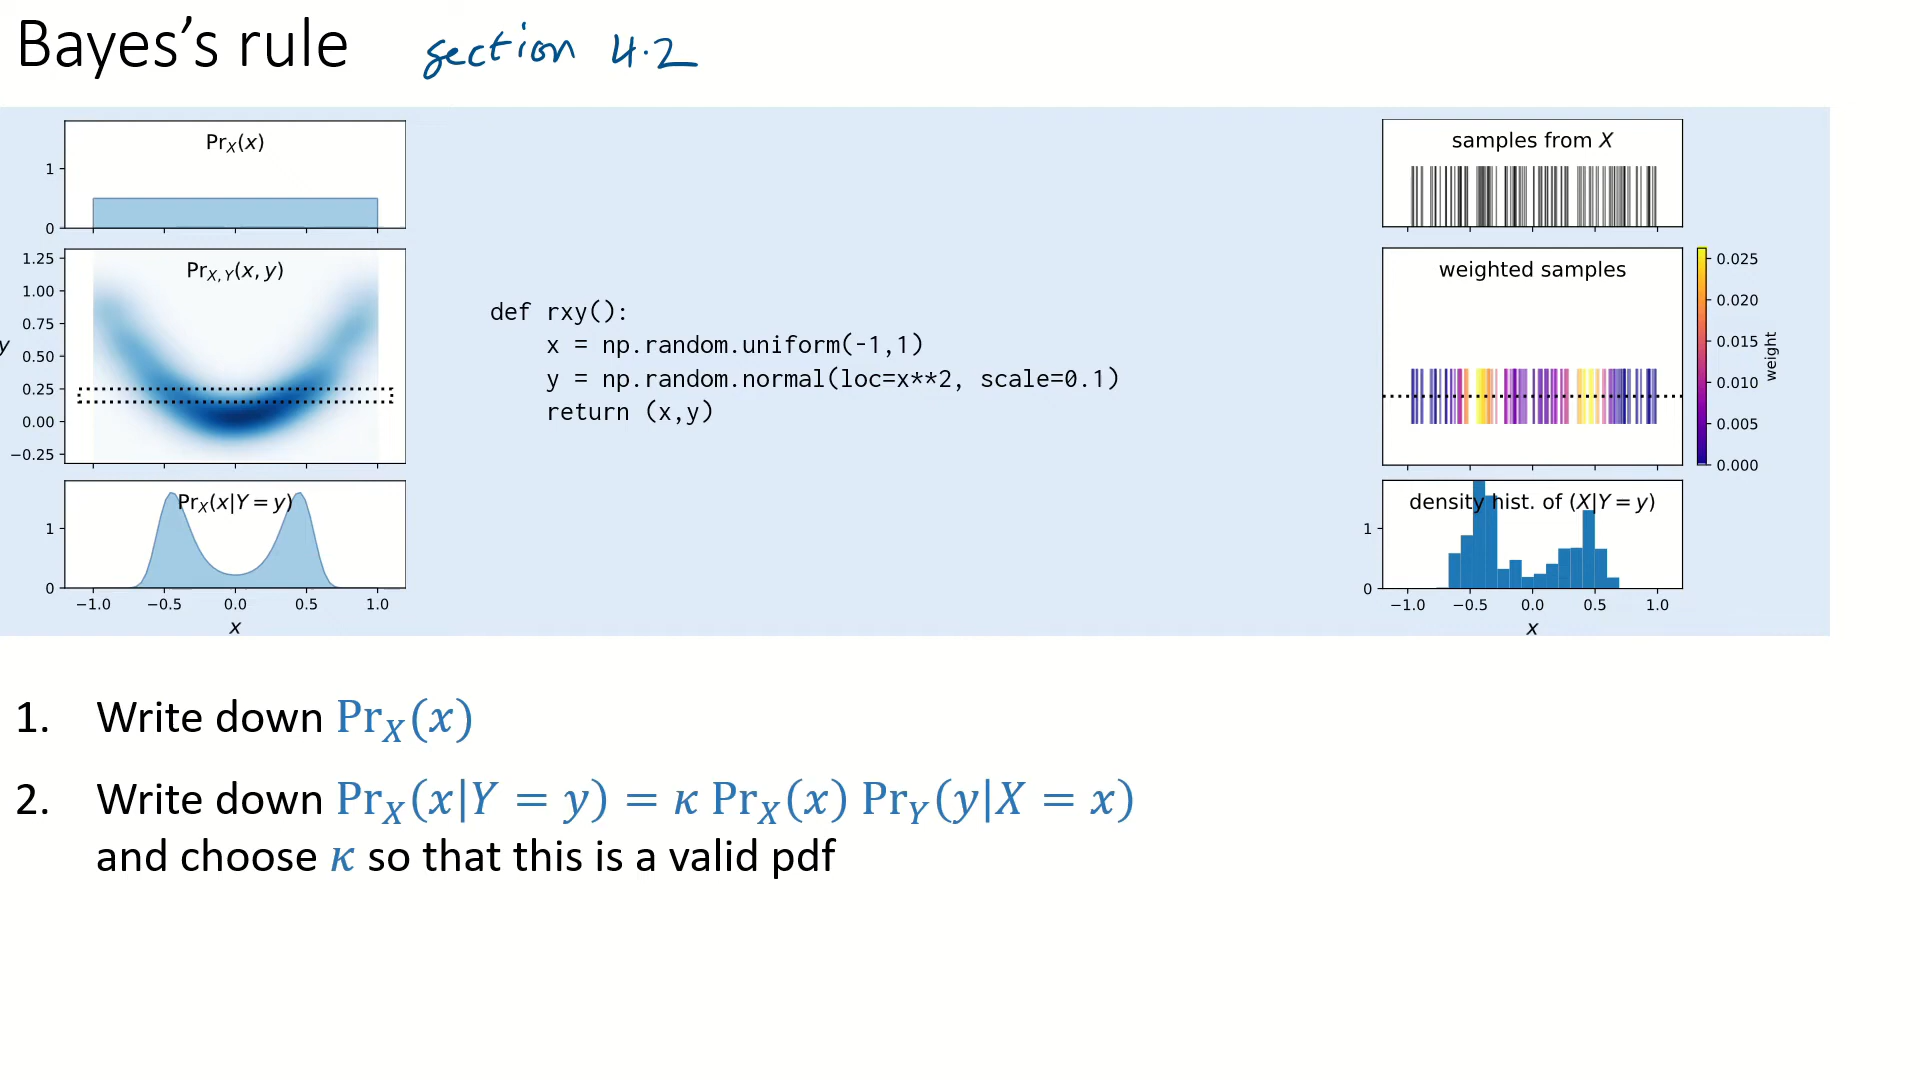 Bayes’s rule section 4.2
Pr_X(x)
1
0
1.25
1.00
0.75
0.50
0.25
0.00
−0.25
y
Pr_{X,Y}(x, y)
Pr_X(x|Y = y)
1
0
−1.0 −0.5 0.0 0.5 1.0
x
def rxy():
    x = np.random.uniform(-1,1)
    y = np.random.normal(loc=x**2, scale=0.1)
    return (x,y)
samples from X
weighted samples
0.025
0.020
0.015
0.010
0.005
0.000
weight
density hist. of (X|Y = y)
1
0
−1.0 −0.5 0.0 0.5 1.0
x
1. Write down Pr_X(x)
2. Write down Pr_X(x|Y = y) = κ Pr_X(x) Pr_Y(y|X = x)
and choose κ so that this is a valid pdf